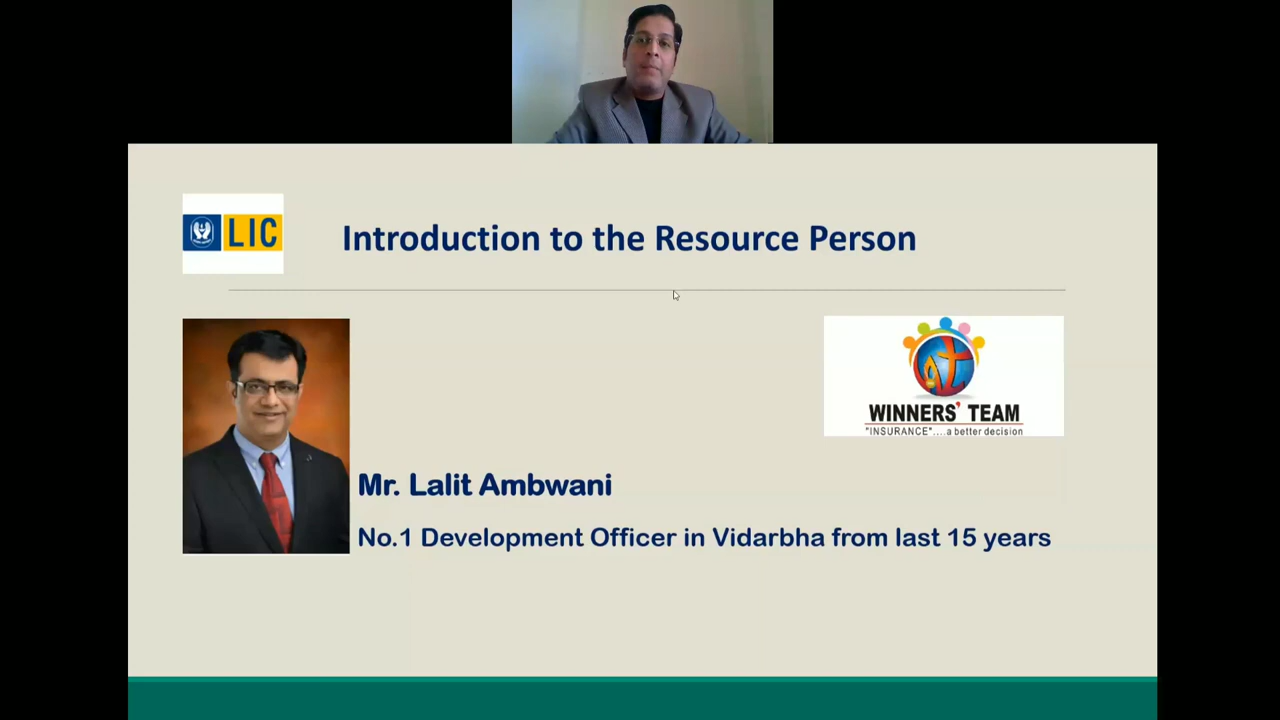 LIC
Introduction to the Resource Person
WINNERS' TEAM
"INSURANCE"....a better decision
Mr. Lalit Ambwani
No.1 Development Officer in Vidarbha from last 15 years